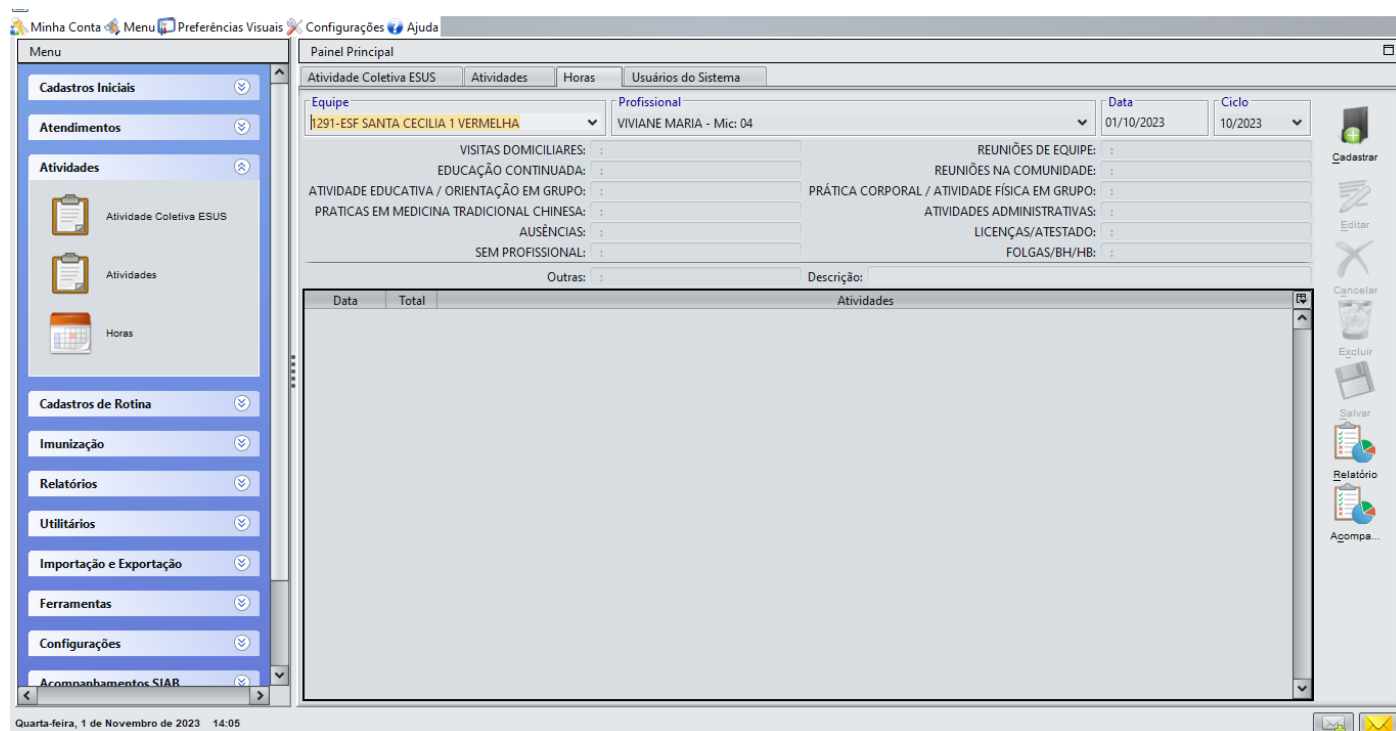 Minha Conta Menu Preferências Visuais Configurações Ajuda
Menu
Painel Principal
Cadastros Iniciais
Atendimentos
Atividades
Atividade Coletiva ESUS
Atividades
Horas
Cadastros de Rotina
Imunização
Relatórios
Utilitários
Importação e Exportação
Ferramentas
Configurações
Acompanhamentos SIAB
Atividade Coletiva ESUS Atividades Horas Usuários do Sistema
Equipe Profissional Data Ciclo
1291-ESF SANTA CECILIA 1 VERMELHA VIVIANE MARIA - Mic: 04 01/10/2023 10/2023
VISITAS DOMICILIARES: : REUNIÕES DE EQUIPE: :
EDUCAÇÃO CONTINUADA: : REUNIÕES NA COMUNIDADE: :
ATIVIDADE EDUCATIVA / ORIENTAÇÃO EM GRUPO: : PRÁTICA CORPORAL / ATIVIDADE FÍSICA EM GRUPO: :
PRATICAS EM MEDICINA TRADICIONAL CHINESA: : ATIVIDADES ADMINISTRATIVAS: :
AUSÊNCIAS: : LICENÇAS/ATESTADO: :
SEM PROFISSIONAL: : FOLGAS/BH/HB: :
Outras: : Descrição:
Data Total Atividades
Cadastrar
Editar
Cancelar
Excluir
Salvar
Relatório
Acompa...
Quarta-feira, 1 de Novembro de 2023 14:05